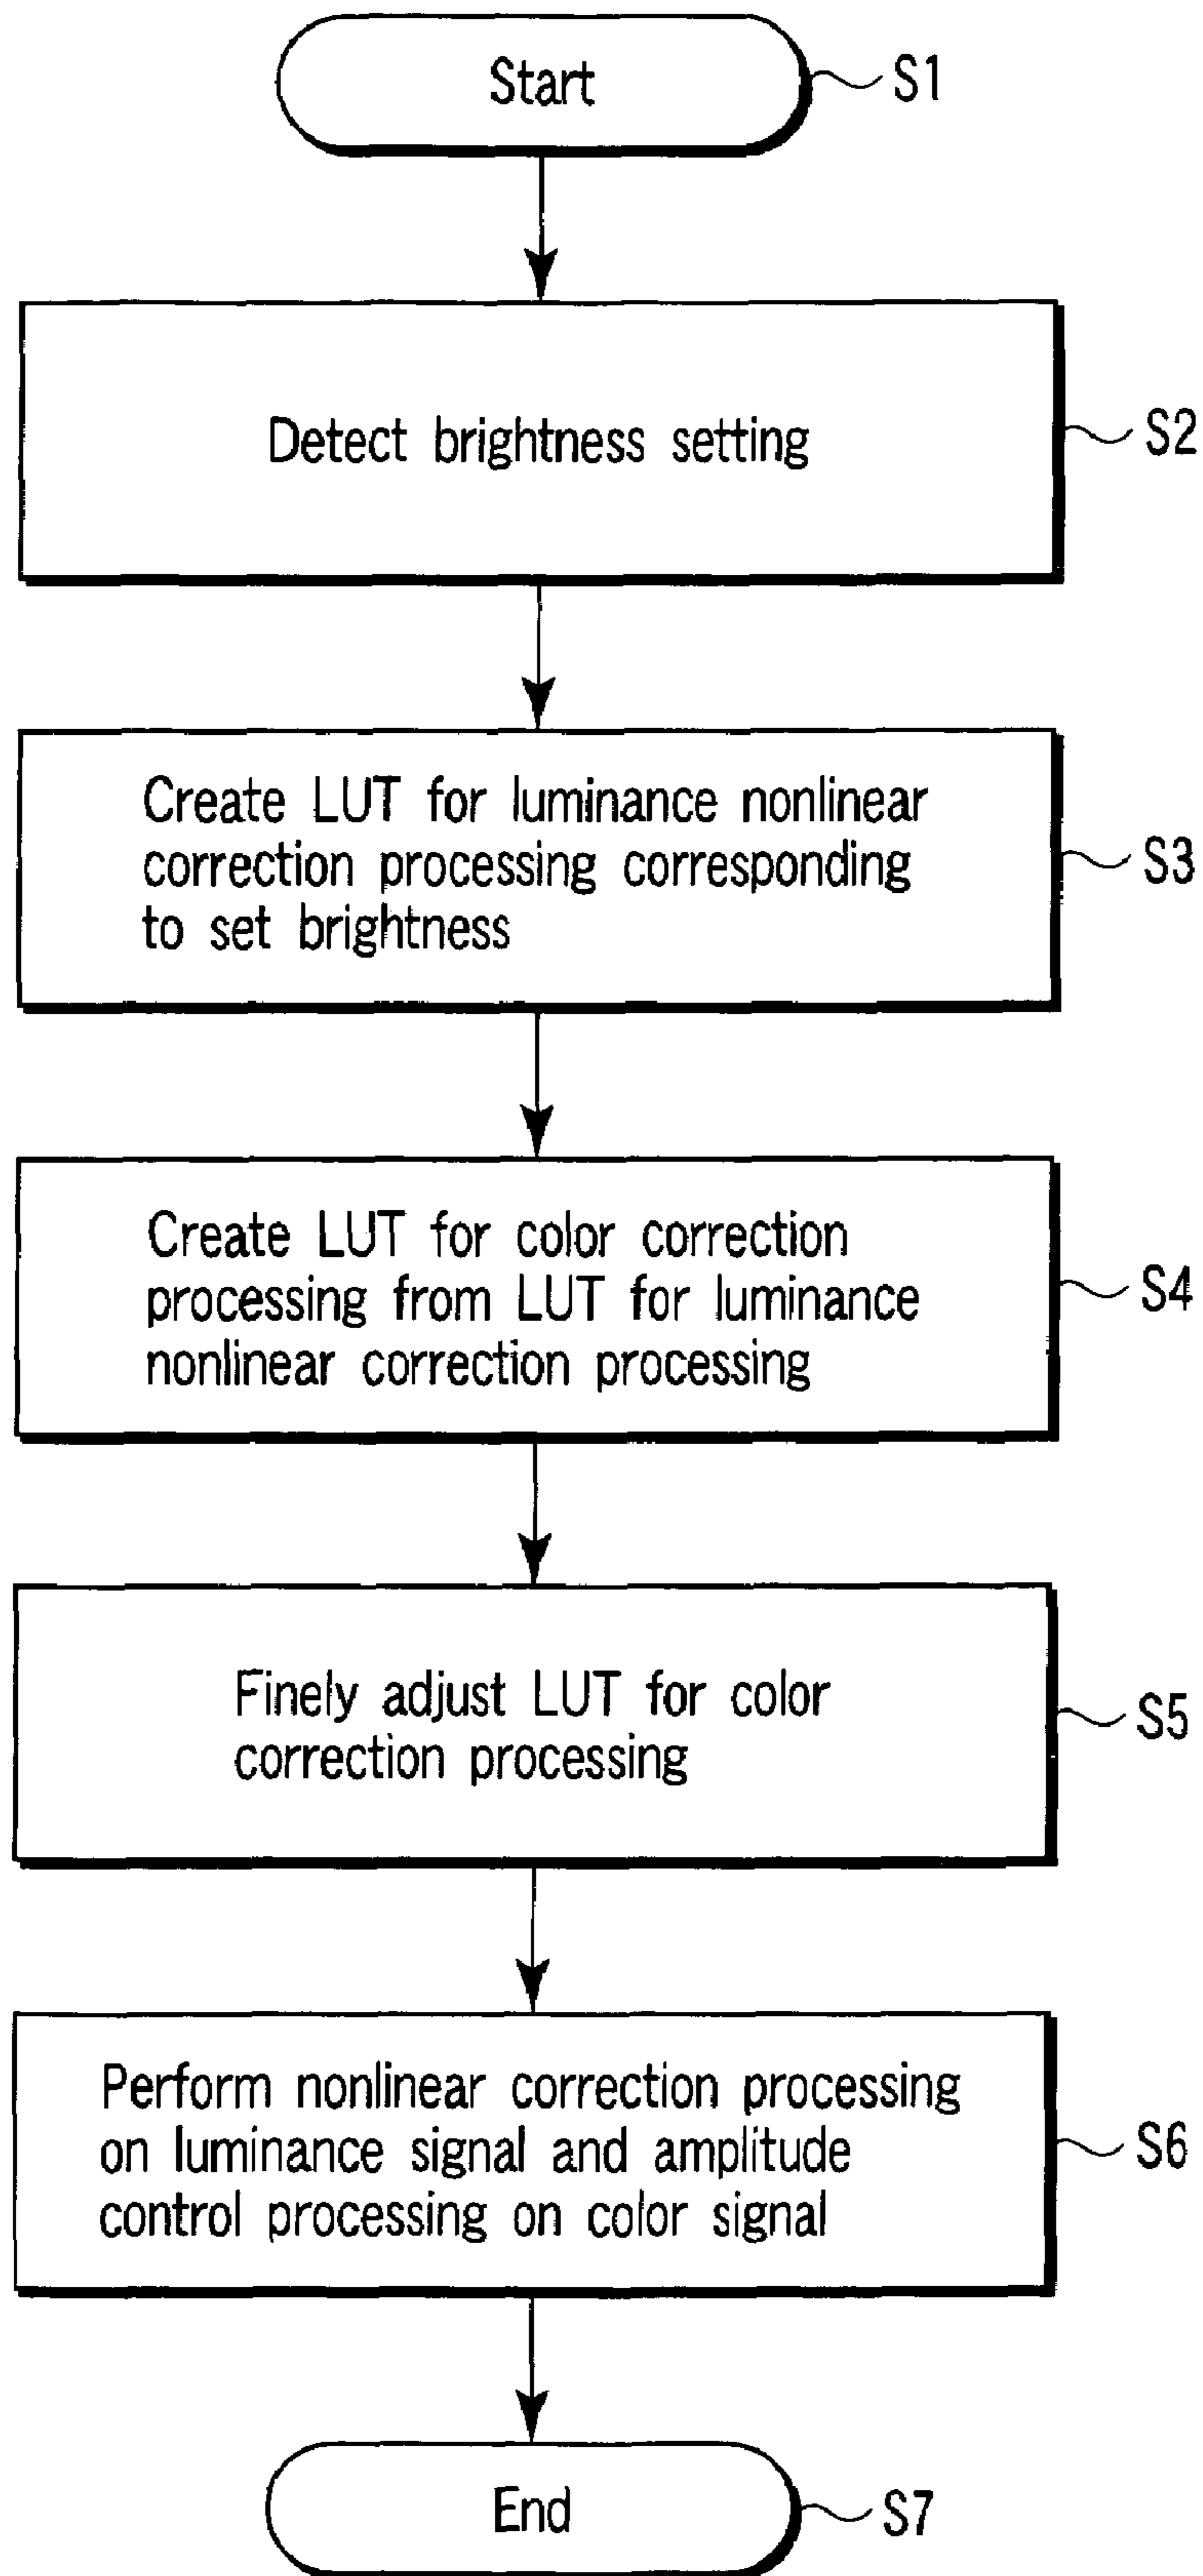 Start
S1
Detect brightness setting
S2
Create LUT for luminance nonlinear
correction processing corresponding
to set brightness
S3
Create LUT for color correction
processing from LUT for luminance
nonlinear correction processing
S4
Finely adjust LUT for color
correction processing
S5
Perform nonlinear correction processing
on luminance signal and amplitude
control processing on color signal
S6
End
S7